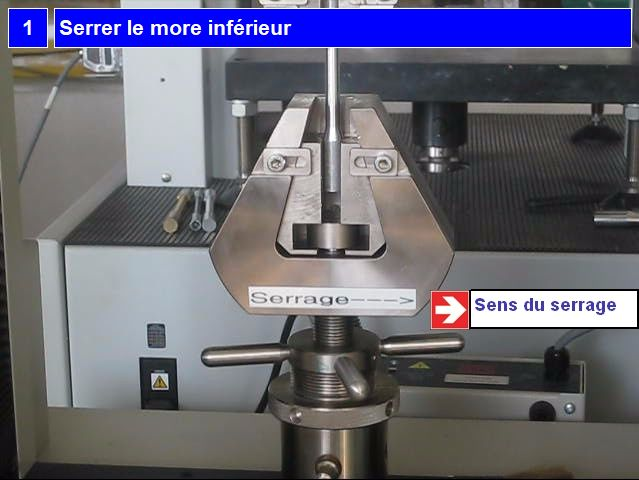 1 Serrer le more inférieur
Serrage--->
Sens du serrage